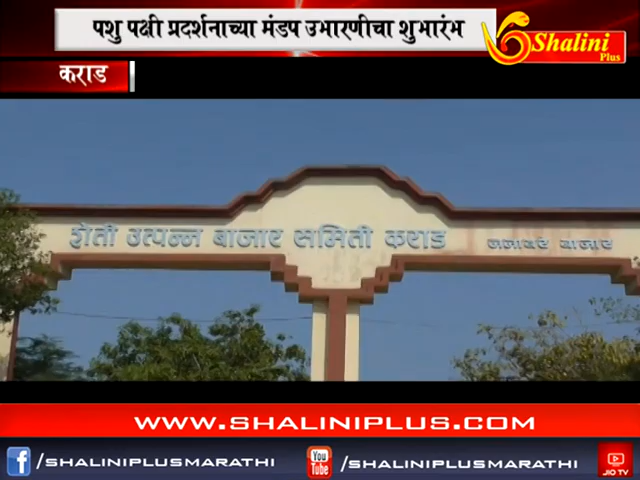 पशु पक्षी प्रदर्शनाच्या मंडप उभारणीचा शुभारंभ
Shalini
Plus
कराड
शेती उत्पन्न बाजार समिती कराड जनावर बाजार
WWW.SHALINIPLUS.COM
f /SHALINIPLUSMARATHI You Tube /SHALINIPLUSMARATHI JIO TV